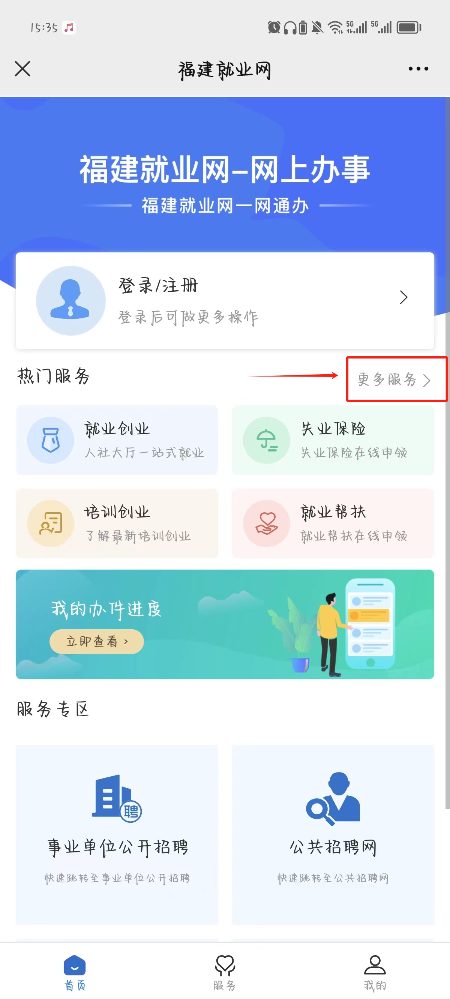 15:35
5G 5G
福建就业网
福建就业网-网上办事
福建就业网一网通办
登录/注册
登录后可做更多操作
热门服务 更多服务
就业创业 失业保险
人社大厅一站式就业 失业保险在线申领
培训创业 就业帮扶
了解最新培训创业 就业帮扶在线申领
我的办件进度
立即查看 >
服务专区
聘
事业单位公开招聘 公共招聘网
快速跳转至事业单位公开招聘 快速跳转至公共招聘网
首页 服务 我的